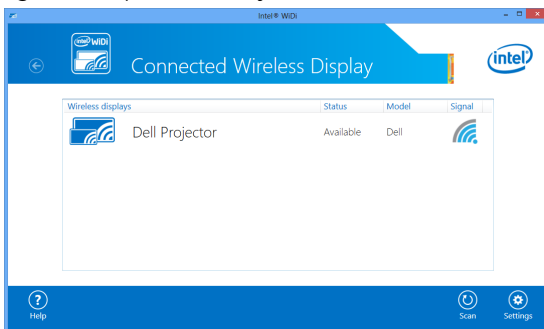 Intel® WiDi
intel WiDi
Connected Wireless Display
intel
Wireless displays Status Model Signal
Dell Projector Available Dell
Help Scan Settings